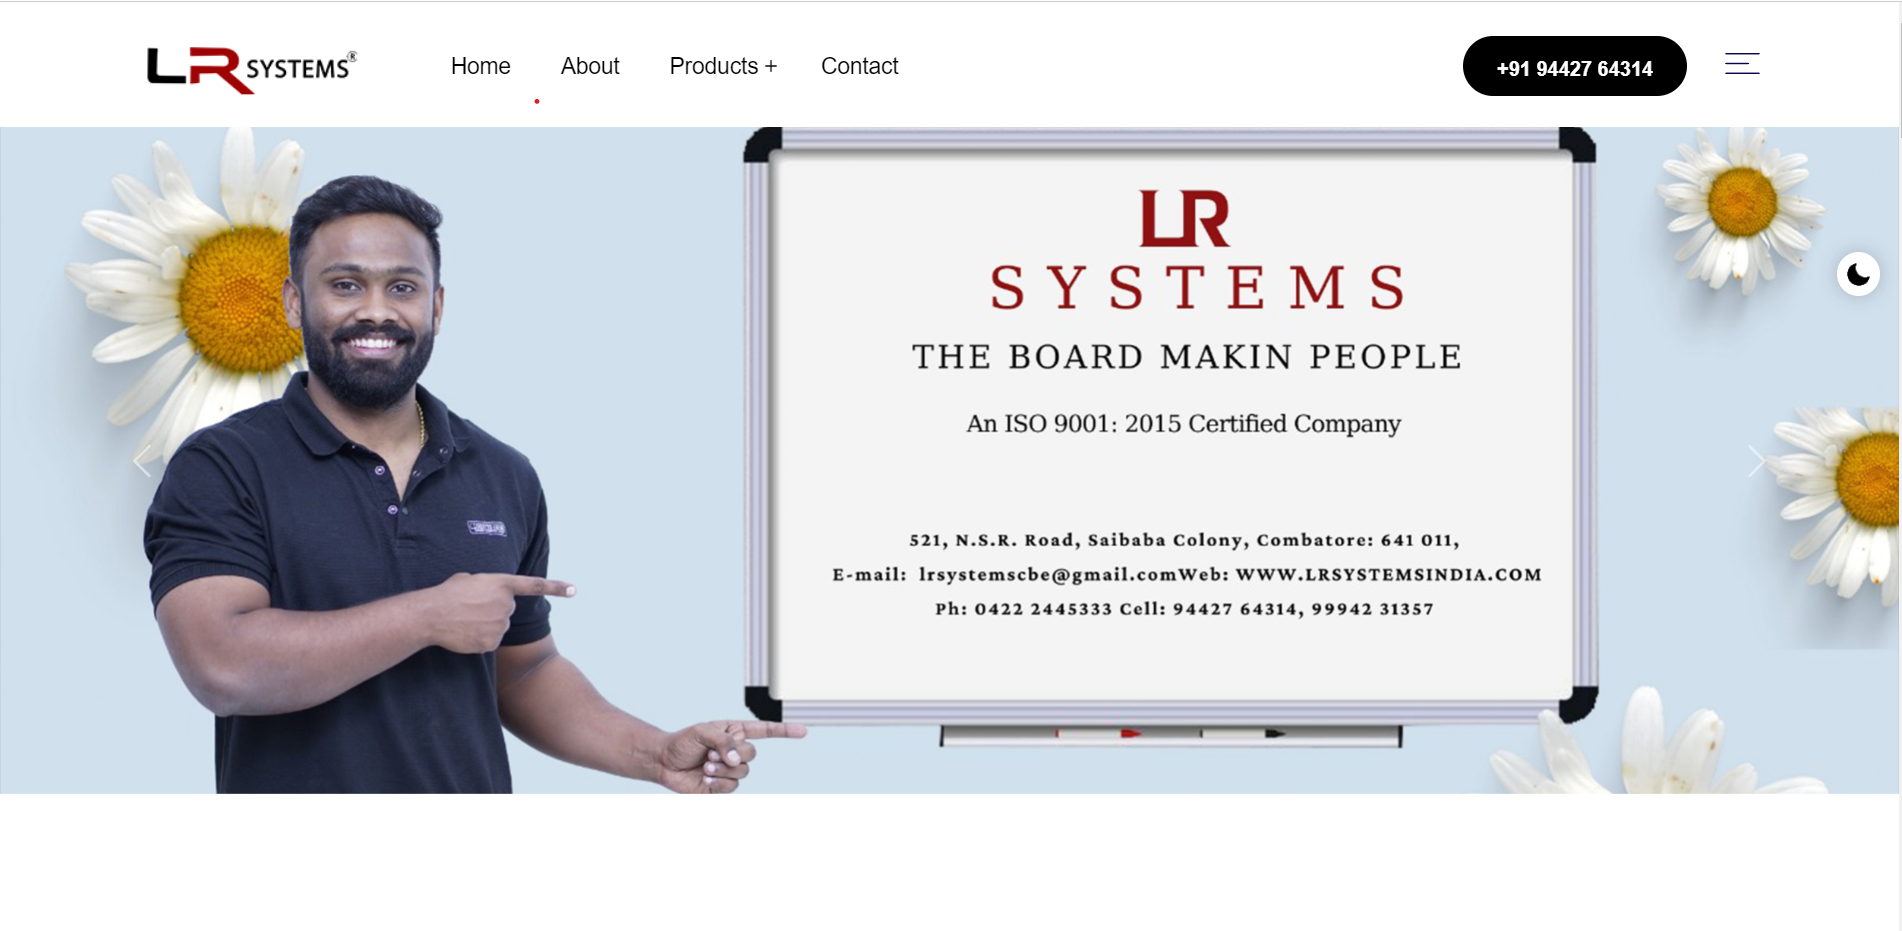 LR SYSTEMS®
Home About Products + Contact
+91 94427 64314
LR
SYSTEMS
THE BOARD MAKIN PEOPLE
An ISO 9001: 2015 Certified Company
521, N.S.R. Road, Saibaba Colony, Combatore: 641 011,
E-mail: lrsystemscbe@gmail.comWeb: WWW.LRSYSTEMSINDIA.COM
Ph: 0422 2445333 Cell: 94427 64314, 99942 31357